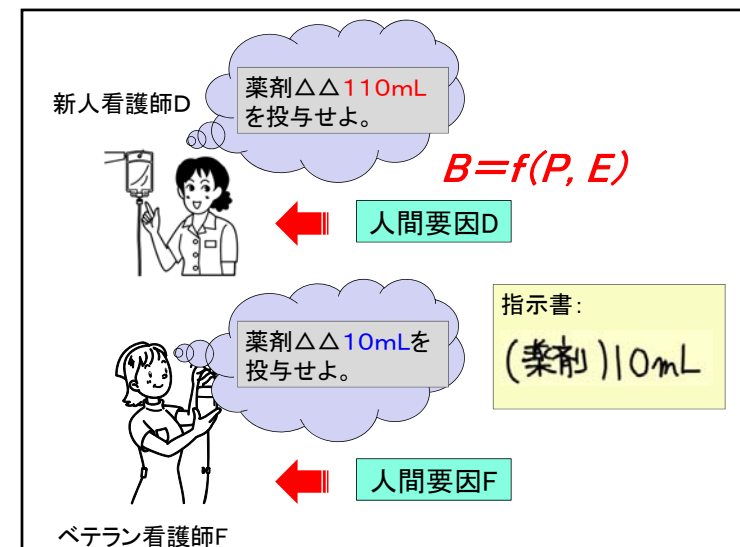 新人看護師D
薬剤△△110mL
を投与せよ。
B=f(P, E)
人間要因D
指示書:
(薬剤)10mL
薬剤△△10mLを
投与せよ。
人間要因F
ベテラン看護師F